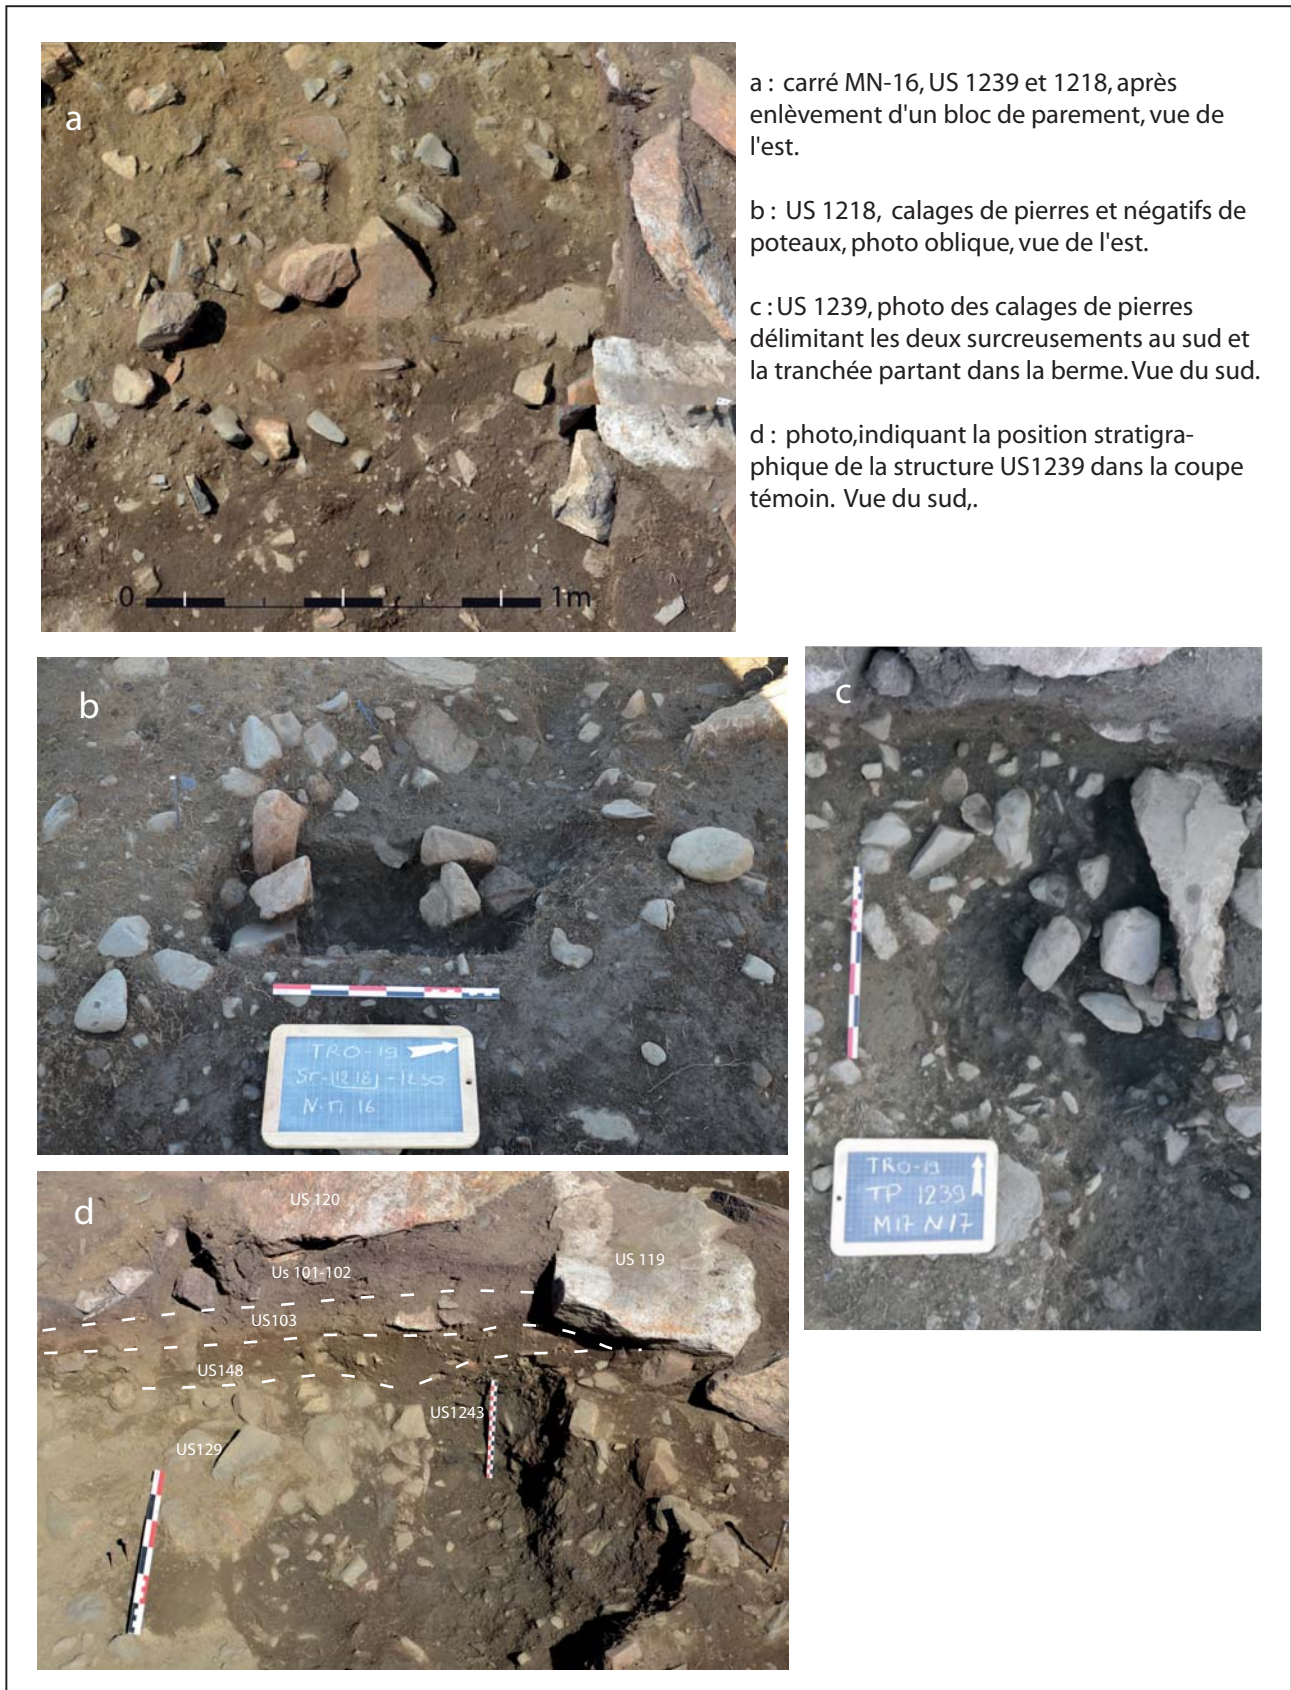 a
a : carré MN-16, US 1239 et 1218, après
enlèvement d'un bloc de parement, vue de
l'est.
b : US 1218, calages de pierres et négatifs de
poteaux, photo oblique, vue de l'est.
c : US 1239, photo des calages de pierres
délimitant les deux surcreusements au sud et
la tranchée partant dans la berme. Vue du sud.
d : photo,indiquant la position stratigra-
phique de la structure US1239 dans la coupe
témoin. Vue du sud,.
0 1m
b
TRO-19
ST-1218-1230
N.M 16
c
TRO-19
TP 1239
M17 N17
d
US 120
Us 101-102
US 119
US103
US148
US1243
US129